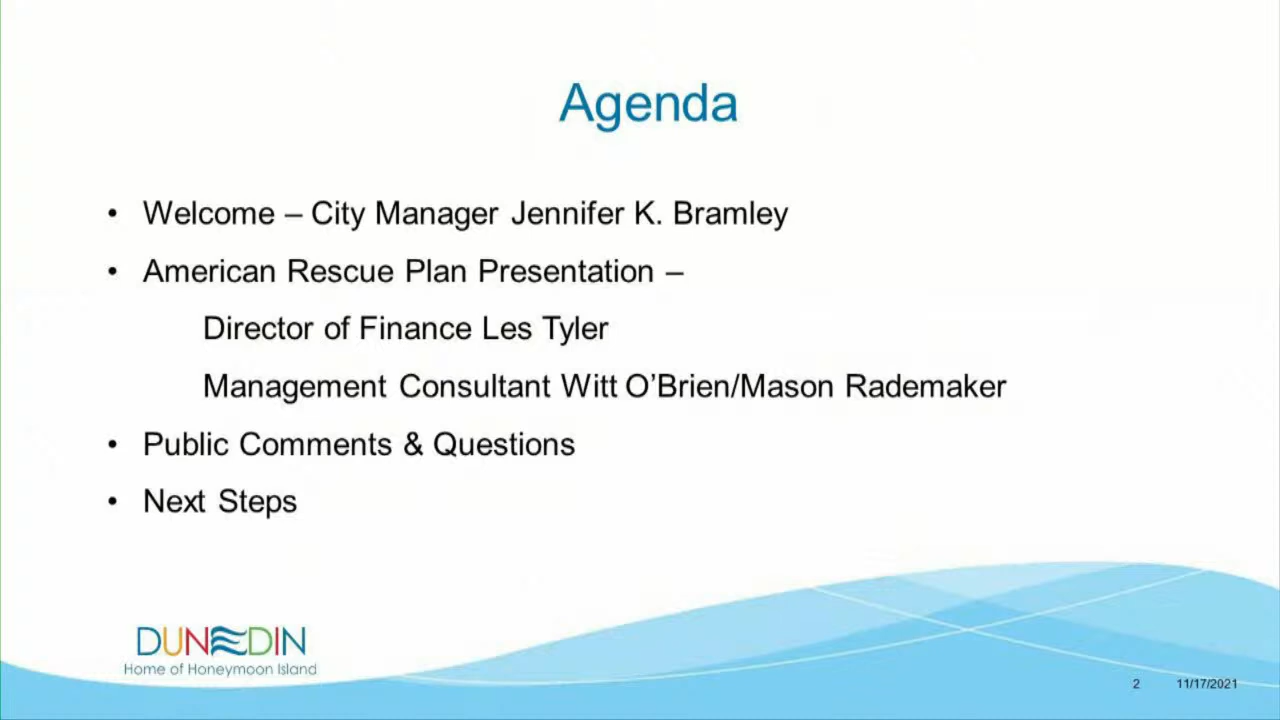 Agenda
• Welcome – City Manager Jennifer K. Bramley
• American Rescue Plan Presentation –
Director of Finance Les Tyler
Management Consultant Witt O’Brien/Mason Rademaker
• Public Comments & Questions
• Next Steps
DUNEDIN
Home of Honeymoon Island
2 11/17/2021